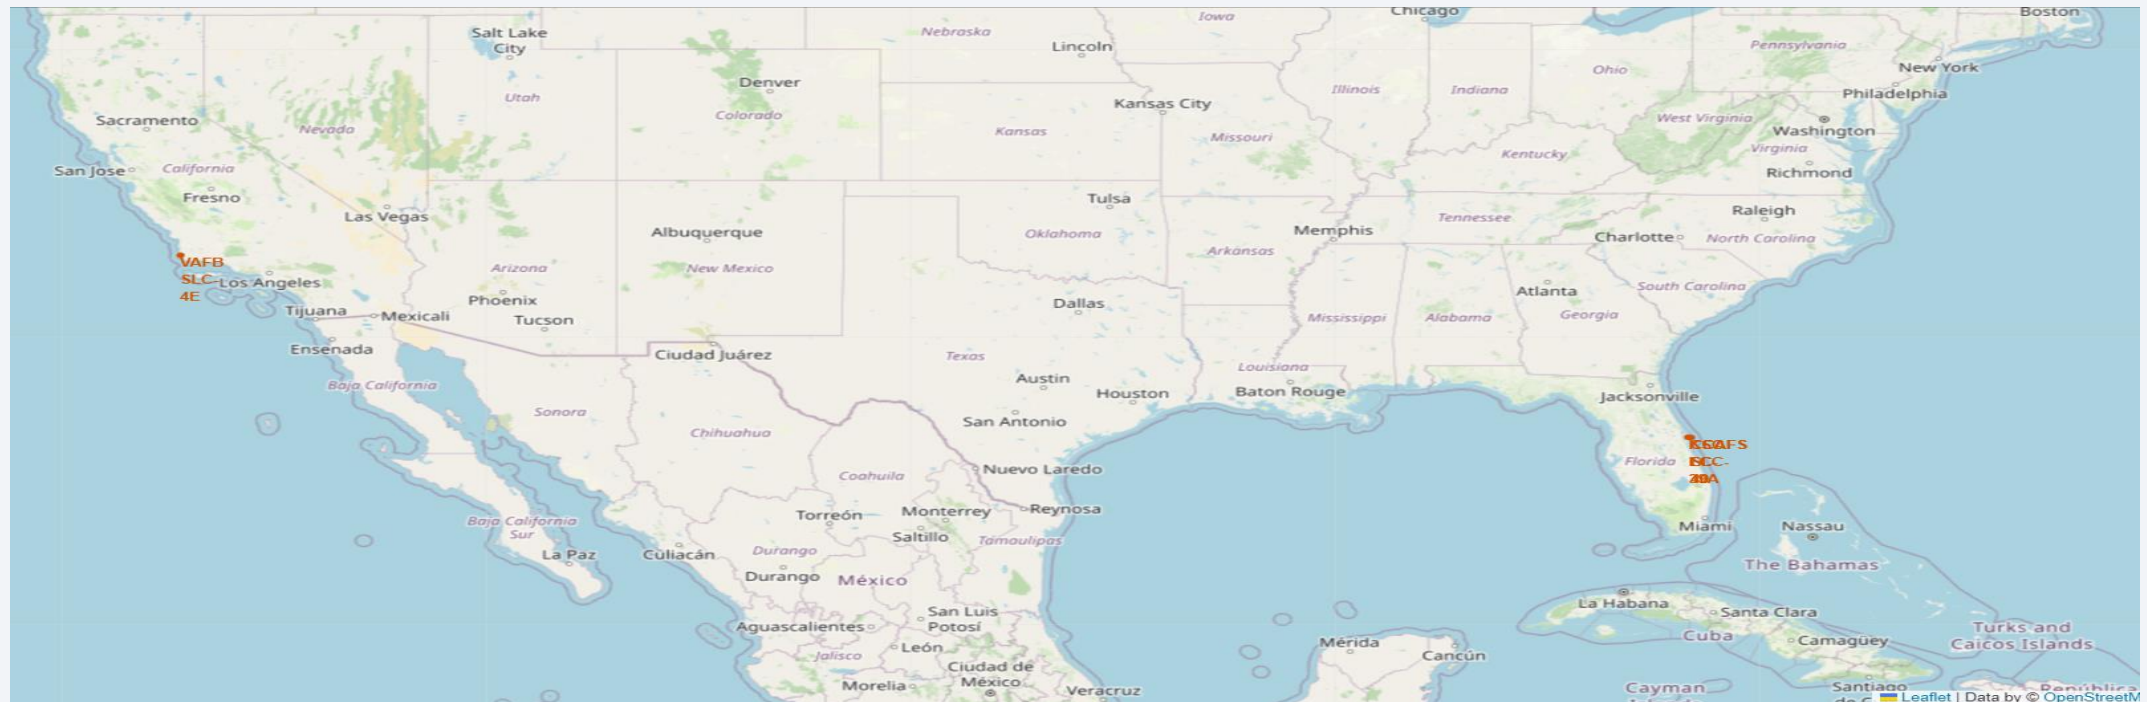 Chicago
Iowa
Boston
Salt Lake
City
Nebraska
Lincoln
Pennsylvania
New York
Denver
Ohio
Philadelphia
Utah
Colorado
Kansas City
Illinois
Indiana
Sacramento
Nevada
Kansas
Missouri
West Virginia
Washington
Kentucky
Virginia
San Jose
California
Richmond
Fresno
Tulsa
Las Vegas
Tennessee
Raleigh
Albuquerque
Oklahoma
Memphis
Charlotte
North Carolina
Arkansas
VAFB
SLC-
4E
Los Angeles
Arizona
New Mexico
Phoenix
Dallas
Atlanta
South Carolina
Tijuana
Mexicali
Tucson
Mississippi
Alabama
Georgia
Ensenada
Ciudad Juárez
Texas
Louisiana
Baja California
Austin
Houston
Baton Rouge
Jacksonville
Sonora
San Antonio
Chihuahua
Florida
Coahuila
Nuevo Laredo
Torreón
Monterrey
Reynosa
Baja California
Sur
Saltillo
Tamaulipas
Miami
Nassau
La Paz
Culiacán
Durango
Durango
México
The Bahamas
San Luis
Potosí
La Habana
Santa Clara
Aguascalientes
Cuba
Camagüey
Turks and
Caicos Islands
Jalisco
León
Mérida
Cancún
Ciudad de
México
Morelia
Veracruz
Cayman
Santiago
Leaflet | Data by © OpenStreetM